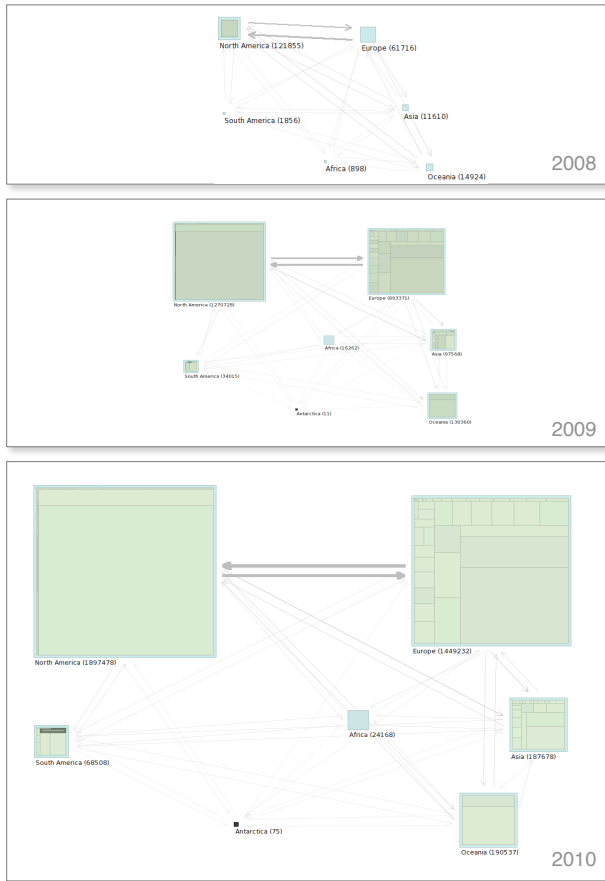 North America (121855)
Europe (61716)
Asia (11610)
South America (1856)
Africa (898)
Oceania (14924)
2008
North America (1270728)
Europe (893371)
Africa (16262)
Asia (97568)
South America (34015)
Antarctica (11)
Oceania (130360)
2009
North America (1897478)
Europe (1449232)
Africa (24168)
Asia (187678)
South America (68508)
Antarctica (75)
Oceania (190537)
2010